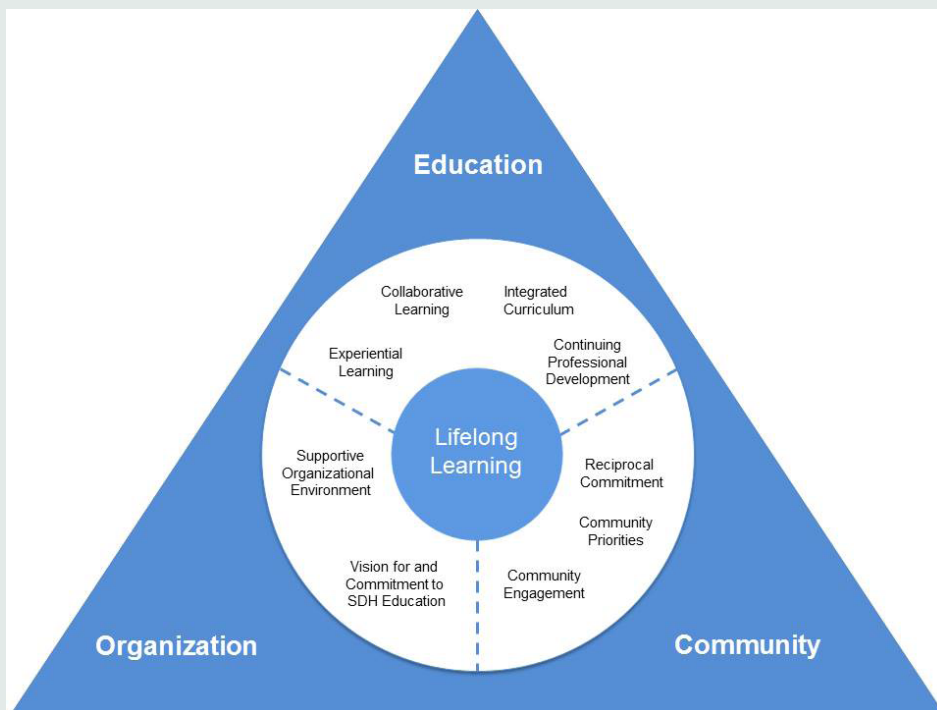 Education
Collaborative
Learning
Integrated
Curriculum
Experiential
Learning
Continuing
Professional
Development
Lifelong
Learning
Supportive
Organizational
Environment
Reciprocal
Commitment
Community
Priorities
Vision for and
Commitment to
SDH Education
Community
Engagement
Organization
Community